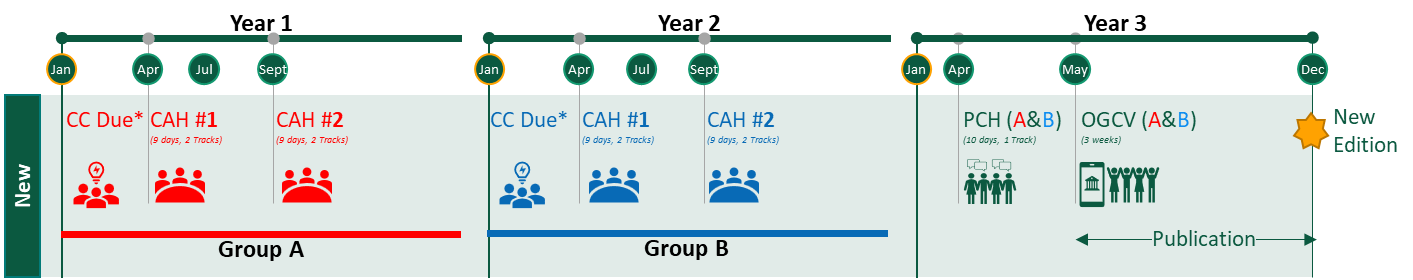 Year 1
Year 2
Year 3
Jan
Apr
Jul
Sept
Jan
Apr
Jul
Sept
Jan
Apr
May
Dec
New
CC Due*
CAH #1
(9 days, 2 Tracks)
CAH #2
(9 days, 2 Tracks)
CC Due*
CAH #1
(9 days, 2 Tracks)
CAH #2
(9 days, 2 Tracks)
PCH (A&B)
(10 days, 1 Track)
OGCV (A&B)
(3 weeks)
New
Edition
Group A
Group B
Publication